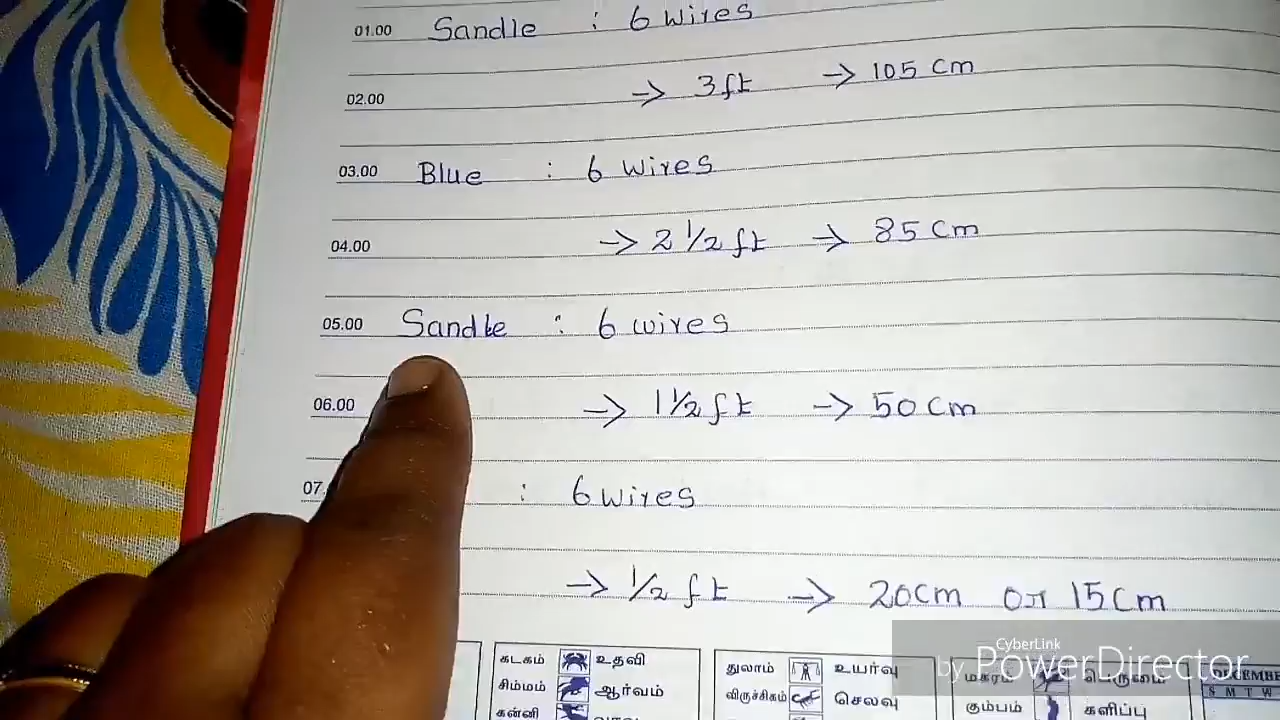 01.00 Sandle : 6 wires
02.00 → 3ft → 105 cm
03.00 Blue : 6 wires
04.00 → 2 1/2 ft → 85 cm
05.00 Sandle : 6 wires
06.00 → 1 1/2 ft → 50 cm
07. : 6 wires
→ 1/2 ft → 20cm or 15cm
CyberLink
by PowerDirector
கடகம் உதவி துலாம் உயர்வு மகரம் பெருமை DECEMBER
சிம்மம் ஆர்வம் விருச்சிகம் செலவு கும்பம் களிப்பு S M T W
கன்னி